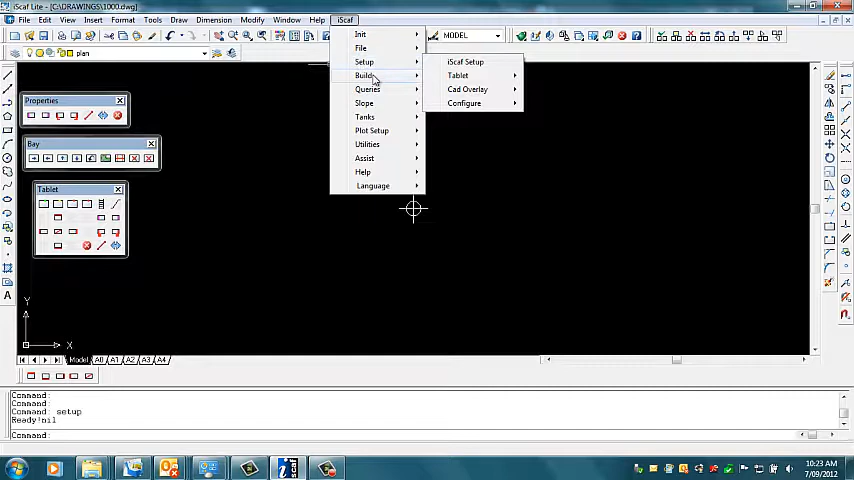 iScaf Lite - [C:\DRAWINGS\1000.dwg]
File Edit View Insert Format Tools Draw Dimension Modify Window Help iScaf
MODEL
plan
Init
File
Setup
Build
Queries
Slope
Tanks
Plot Setup
Utilities
Assist
Help
Language
iScaf Setup
Tablet
Cad Overlay
Configure
Properties
Bay
Tablet
Y
X
Model A0 A1 A2 A3 A4
Command:
Command:
Command: setup
Ready!nil
Command:
iscaf
10:23 AM
7/09/2012